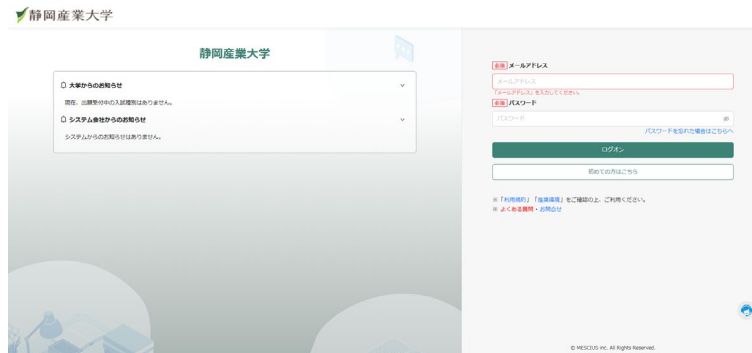 静岡産業大学
静岡産業大学
大学からのお知らせ
現在、出願受付中の入試種別はありません。
システム会社からのお知らせ
システムからのお知らせはありません。
必須 メールアドレス
メールアドレス
「メールアドレス」を入力してください。
必須 パスワード
パスワード
パスワードを忘れた場合はこちらへ
ログオン
初めての方はこちら
※「利用規約」「推奨環境」をご確認の上、ご利用ください。
※ よくある質問・お問合せ
© MESCIUS inc. All Rights Reserved.